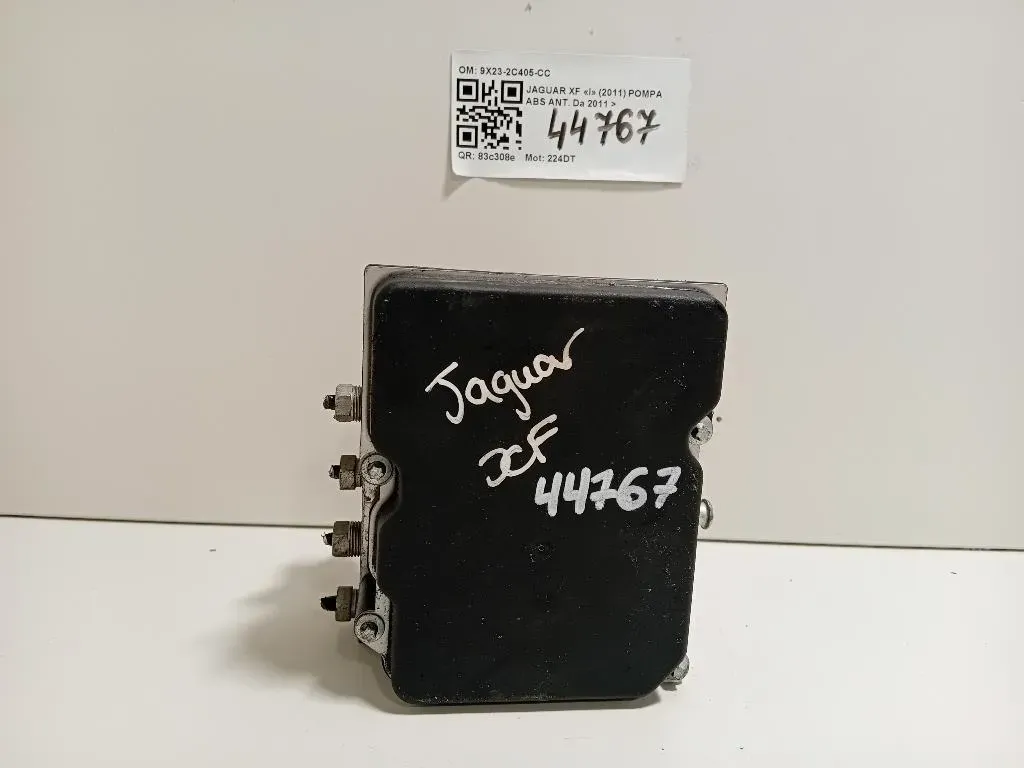 OM: 9X23-2C405-CC
JAGUAR XF «I» (2011) POMPA
ABS ANT. Da 2011 >
44767
QR: 83c308e Mot: 224DT
Jaguar
XF
44767